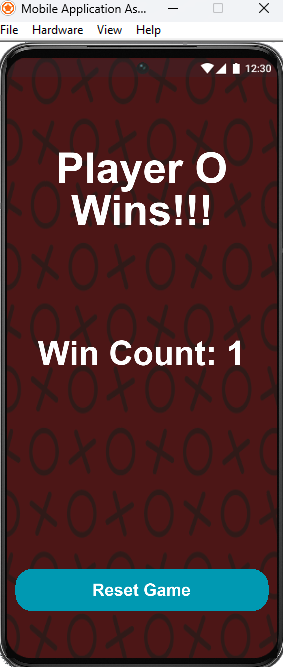 Mobile Application As...
File Hardware View Help
12:30
Player O
Wins!!!
Win Count: 1
Reset Game